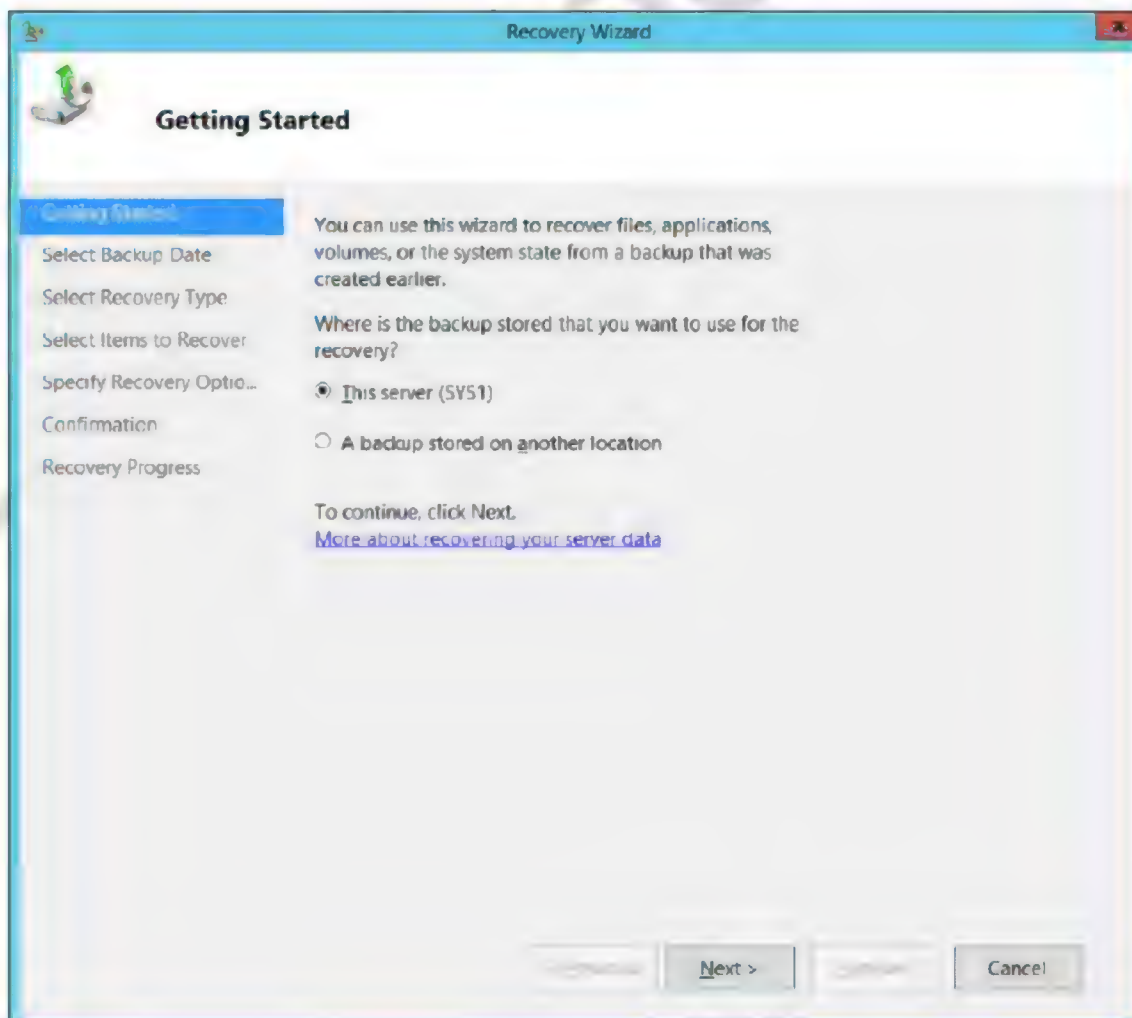 Recovery Wizard
Getting Started
Getting Started
Select Backup Date
Select Recovery Type
Select Items to Recover
Specify Recovery Optio...
Confirmation
Recovery Progress
You can use this wizard to recover files, applications,
volumes, or the system state from a backup that was
created earlier.
Where is the backup stored that you want to use for the
recovery?
This server (SYS1)
A backup stored on another location
To continue, click Next.
More about recovering your server data
Next >
Cancel